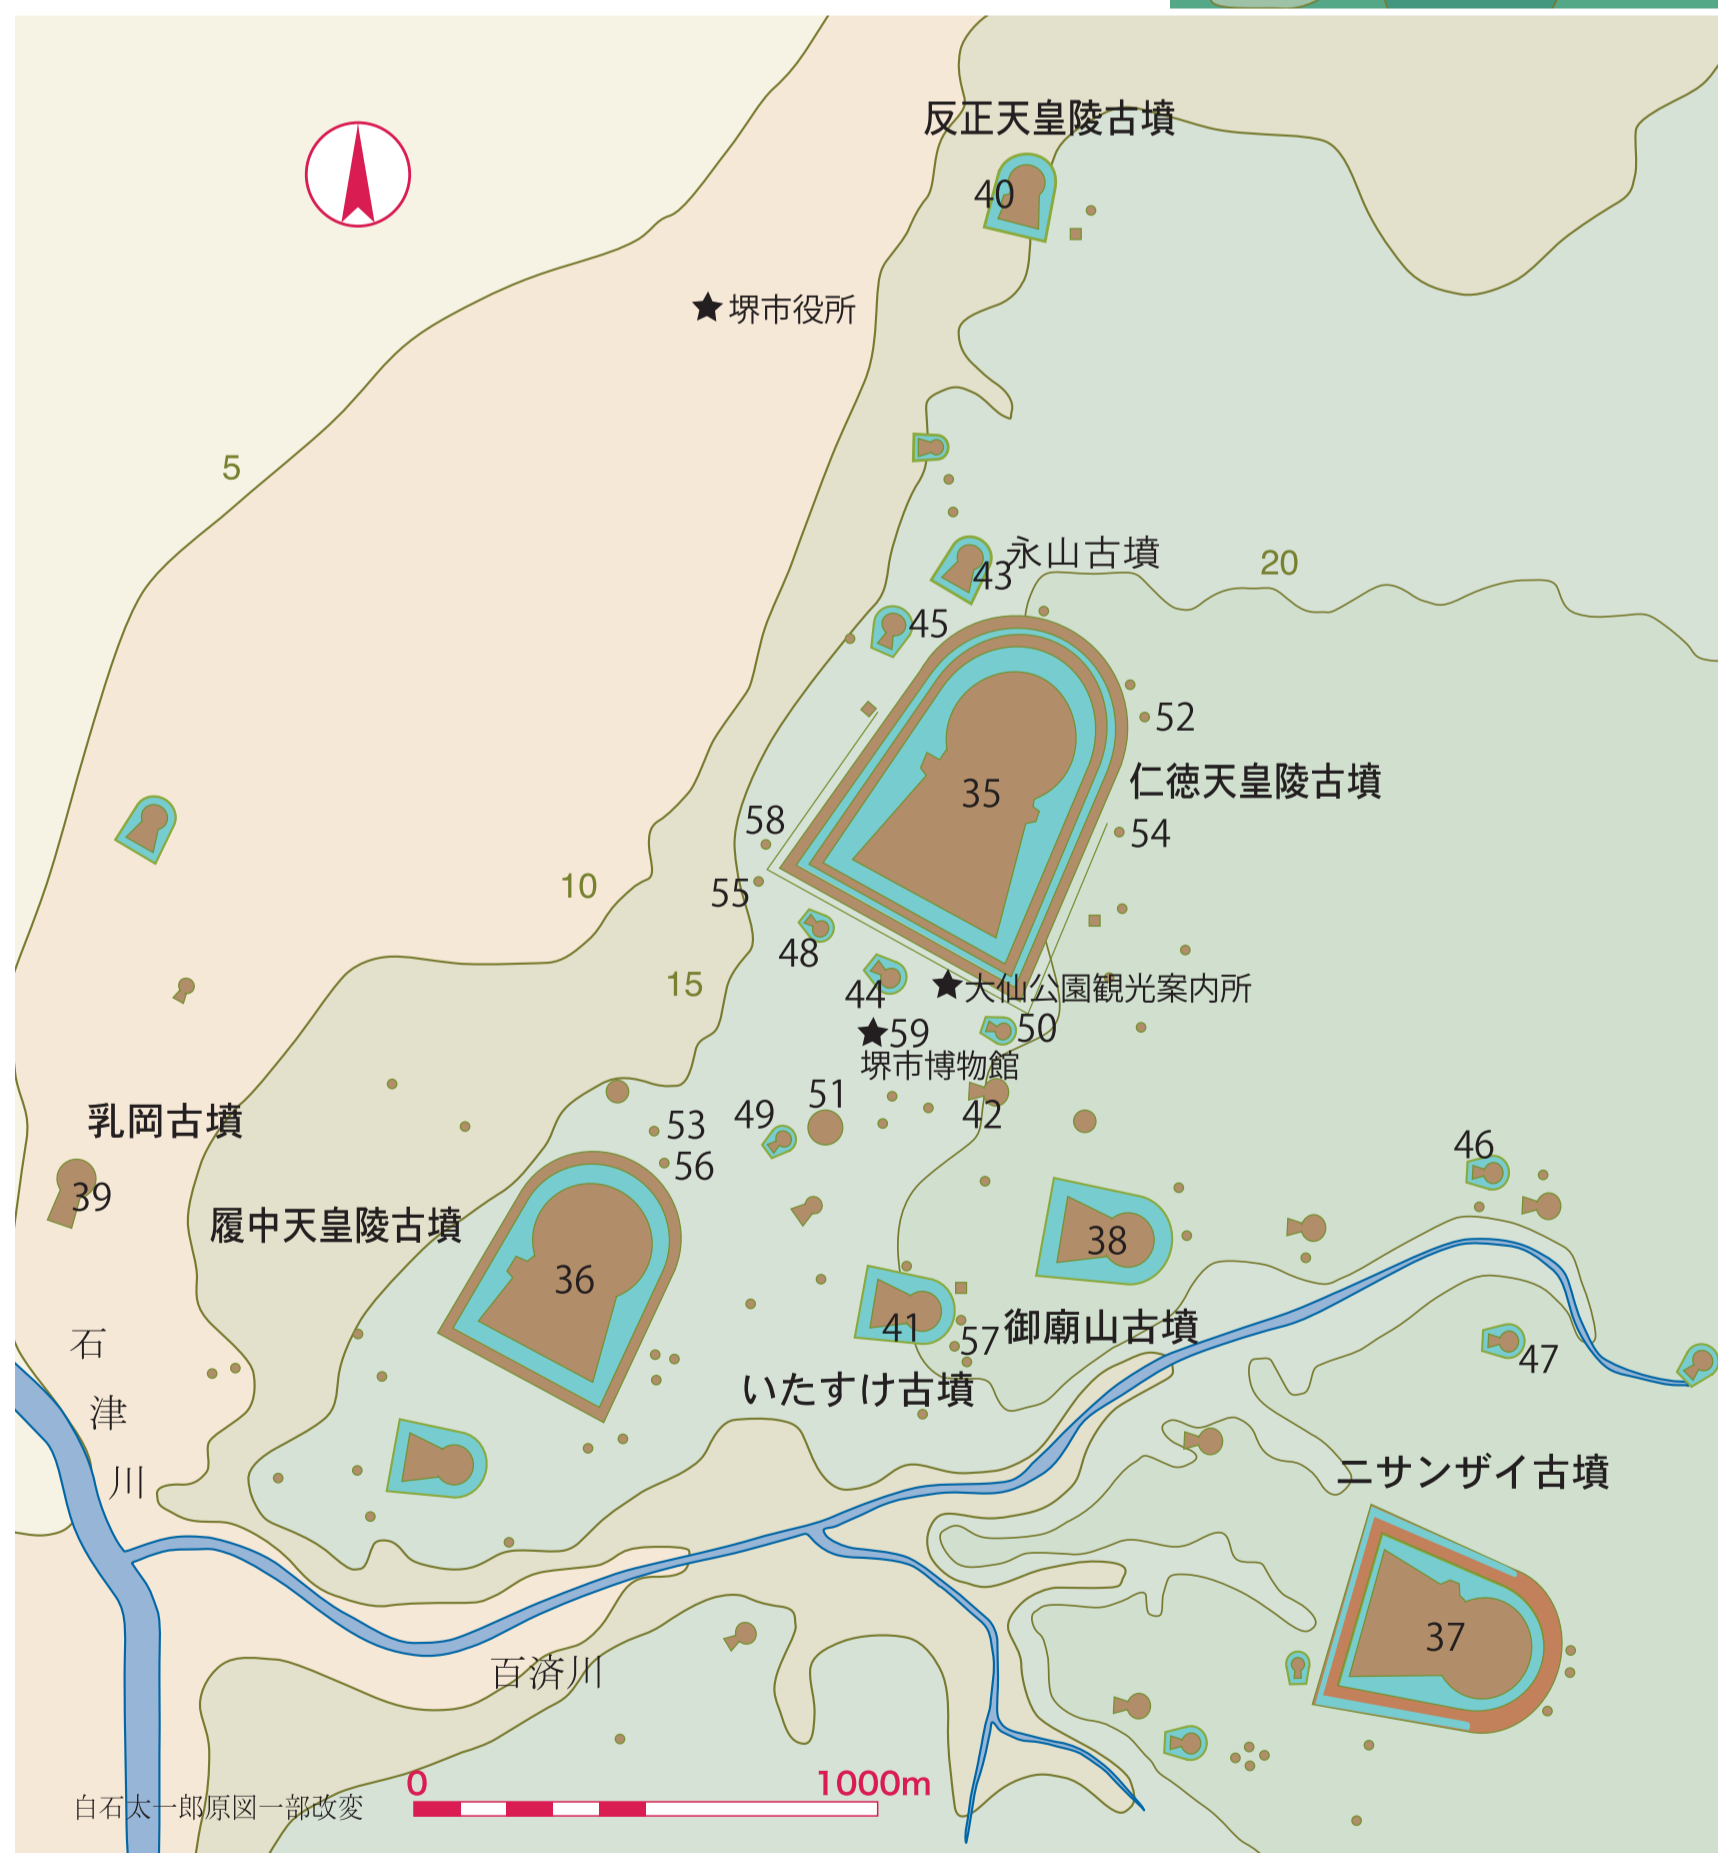 反正天皇陵古墳
40
堺市役所
5
永山古墳
43
20
45
52
35
仁徳天皇陵古墳
58
54
10
55
48
15
44
大仙公園観光案内所
59
50
堺市博物館
51
49
42
53
乳岡古墳
46
56
39
履中天皇陵古墳
38
36
41
57
御廟山古墳
石津川
47
いたすけ古墳
ニサンザイ古墳
37
百済川
0
1000m
白石太一郎原図一部改変